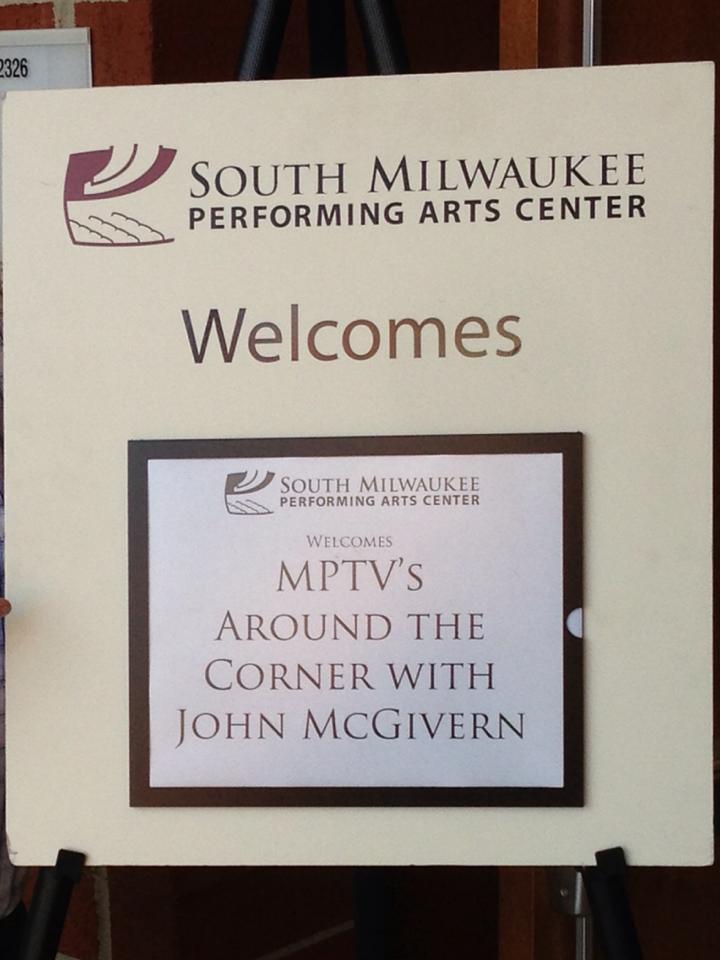 2326
SOUTH MILWAUKEE
PERFORMING ARTS CENTER
Welcomes
SOUTH MILWAUKEE
PERFORMING ARTS CENTER
WELCOMES
MPTV'S
AROUND THE
CORNER WITH
JOHN MCGIVERN